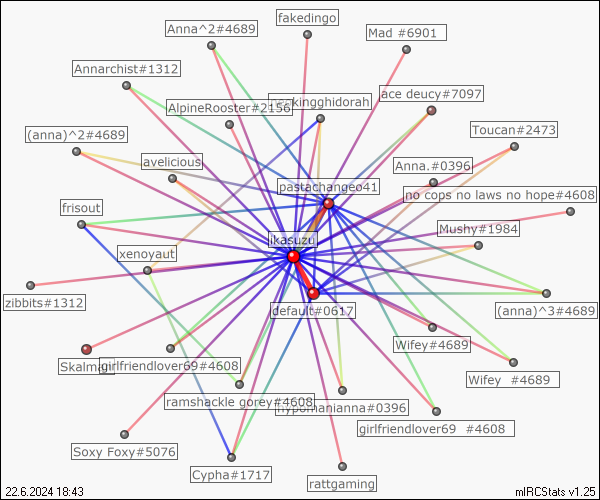 fakedingo
Anna^2#4689
Mad #6901
Annarchist#1312
ace deucy#7097
AlpineRooster#2156
kingghidorah
Toucan#2473
(anna)^2#4689
avelicious
Anna.#0396
pastachangeo41
no cops no laws no hope#4608
frisout
Mushy#1984
ikasuzu
xenoyaut
zibbits#1312
default#0617
(anna)^3#4689
Wifey#4689
Skalma
girlfriendlover69#4608
Wifey #4689
ramshackle gorey#4608
hypomanianna#0396
girlfriendlover69 #4608
Soxy Foxy#5076
Cypha#1717
rattgaming
22.6.2024 18:43
mIRCStats v1.25